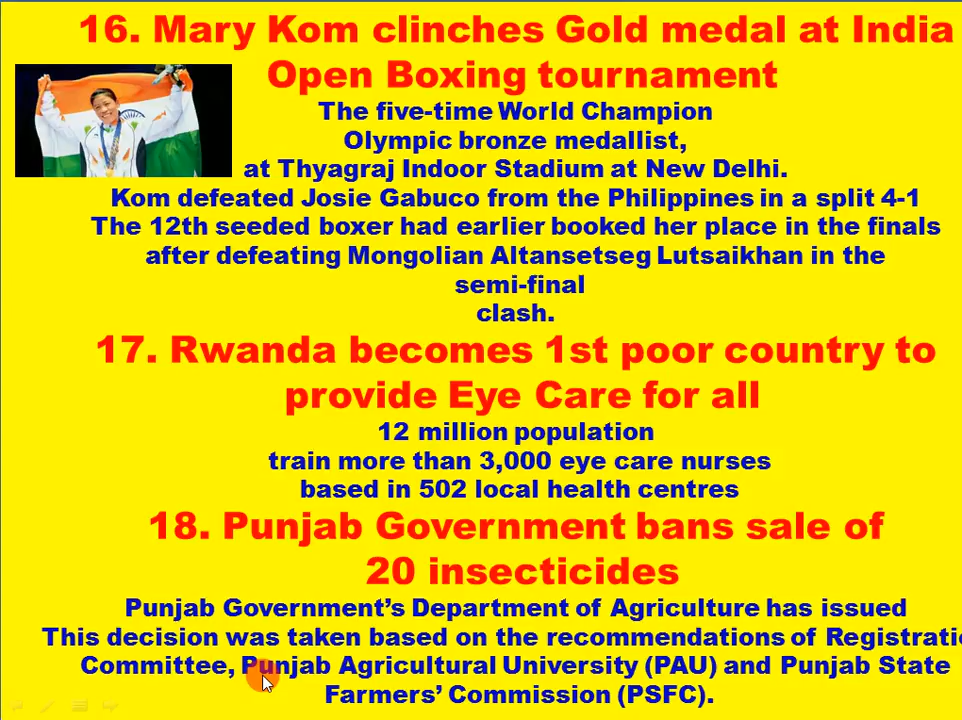 16. Mary Kom clinches Gold medal at India
Open Boxing tournament
The five-time World Champion
Olympic bronze medallist,
at Thyagraj Indoor Stadium at New Delhi.
Kom defeated Josie Gabuco from the Philippines in a split 4-1
The 12th seeded boxer had earlier booked her place in the finals
after defeating Mongolian Altansetseg Lutsaikhan in the
semi-final
clash.
17. Rwanda becomes 1st poor country to
provide Eye Care for all
12 million population
train more than 3,000 eye care nurses
based in 502 local health centres
18. Punjab Government bans sale of
20 insecticides
Punjab Government’s Department of Agriculture has issued
This decision was taken based on the recommendations of Registratio
Committee, Punjab Agricultural University (PAU) and Punjab State
Farmers’ Commission (PSFC).